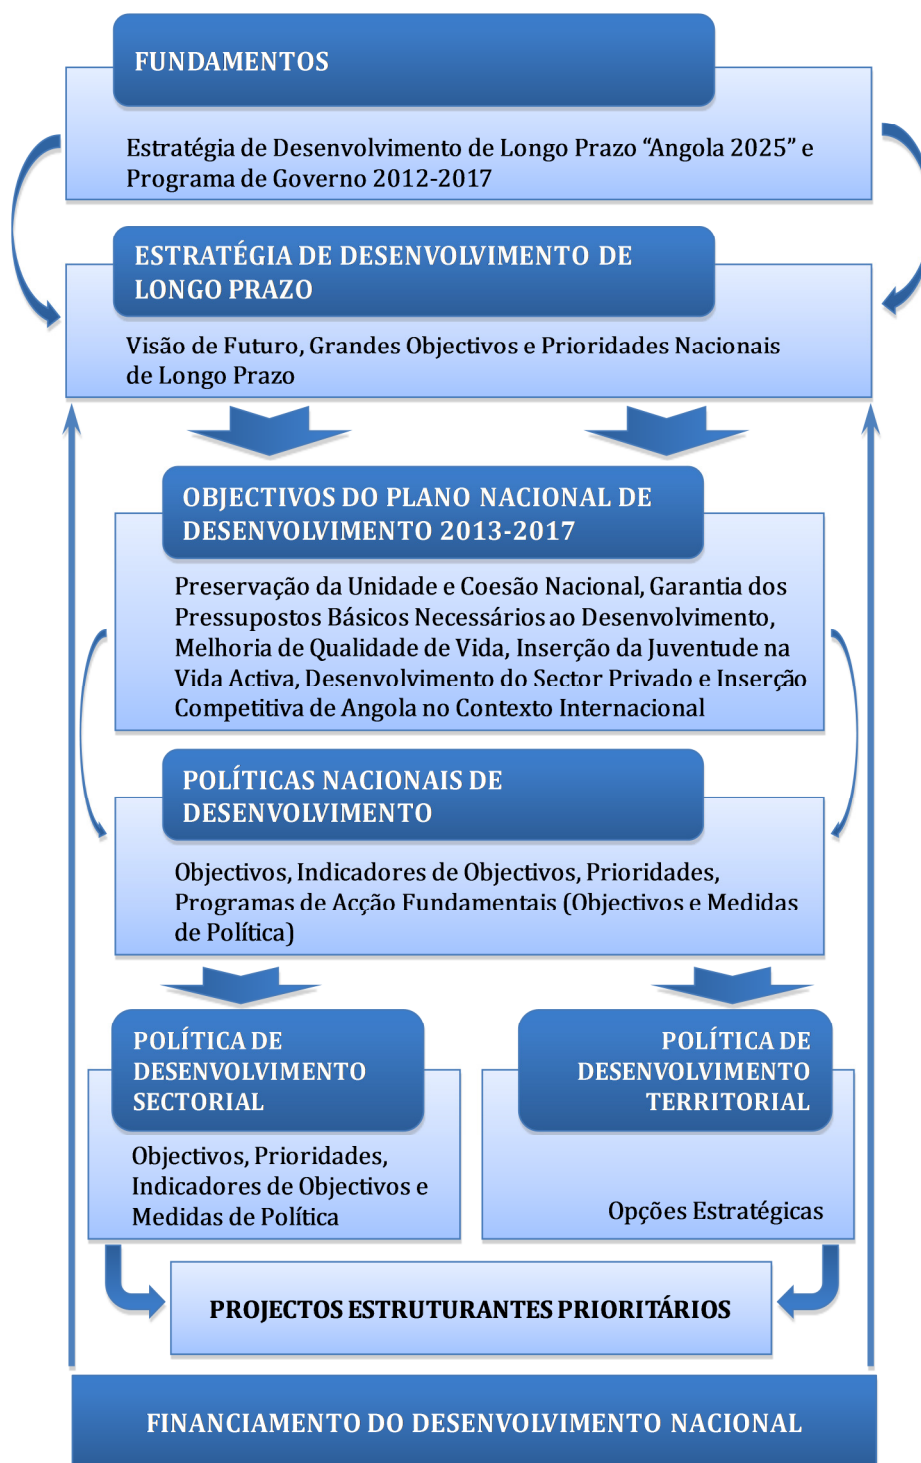 FUNDAMENTOS
Estratégia de Desenvolvimento de Longo Prazo “Angola 2025” e
Programa de Governo 2012-2017
ESTRATÉGIA DE DESENVOLVIMENTO DE
LONGO PRAZO
Visão de Futuro, Grandes Objectivos e Prioridades Nacionais
de Longo Prazo
OBJECTIVOS DO PLANO NACIONAL DE
DESENVOLVIMENTO 2013-2017
Preservação da Unidade e Coesão Nacional, Garantia dos
Pressupostos Básicos Necessários ao Desenvolvimento,
Melhoria de Qualidade de Vida, Inserção da Juventude na
Vida Activa, Desenvolvimento do Sector Privado e Inserção
Competitiva de Angola no Contexto Internacional
POLÍTICAS NACIONAIS DE
DESENVOLVIMENTO
Objectivos, Indicadores de Objectivos, Prioridades,
Programas de Acção Fundamentais (Objectivos e Medidas
de Política)
POLÍTICA DE
DESENVOLVIMENTO
SECTORIAL
Objectivos, Prioridades,
Indicadores de Objectivos e
Medidas de Política
POLÍTICA DE
DESENVOLVIMENTO
TERRITORIAL
Opções Estratégicas
PROJECTOS ESTRUTURANTES PRIORITÁRIOS
FINANCIAMENTO DO DESENVOLVIMENTO NACIONAL